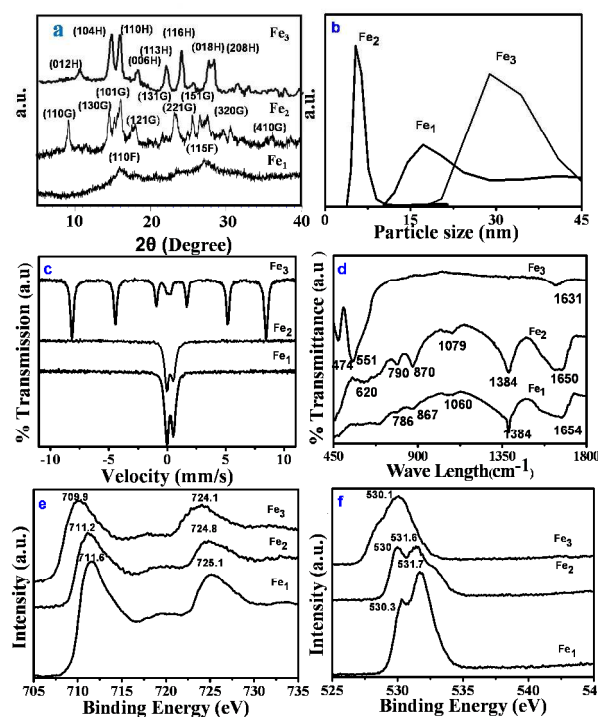 a
Fe3
(104H)
(110H)
(116H)
(018H)
(208H)
(012H)
(006H)
(113H)
(131G)
(151G)
(101G)
(130G)
(110G)
(121G)
(221G)
(320G)
(410G)
Fe2
Fe1
(110F)
(115F)
a.u.
10 20 30 40
2θ (Degree)
b
Fe2
Fe3
Fe1
a.u.
0 15 30 45
Particle size (nm)
c
Fe3
Fe2
Fe1
% Transmission (a.u)
-10 -5 0 5 10
Velocity (mm/s)
d
Fe3
1631
474
551
Fe2
1079
620
790
870
1384
1650
Fe1
1060
786
867
1384
1654
% Transmittance (a.u)
450 900 1350 1800
Wave Length(cm-1)
e
709.9
724.1
Fe3
711.2
724.8
Fe2
711.6
725.1
Fe1
Intensity (a.u.)
705 710 715 720 725 730 735
Binding Energy (eV)
f
530.1
Fe3
530
531.6
Fe2
531.7
530.3
Fe1
Intensity (a.u.)
525 530 535 540 54
Binding Energy (eV)